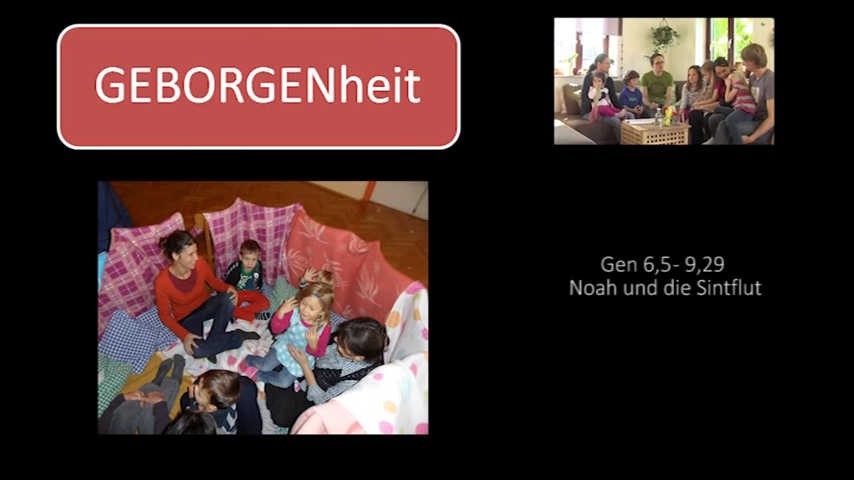 GEBORGENheit
Gen 6,5- 9,29
Noah und die Sintflut